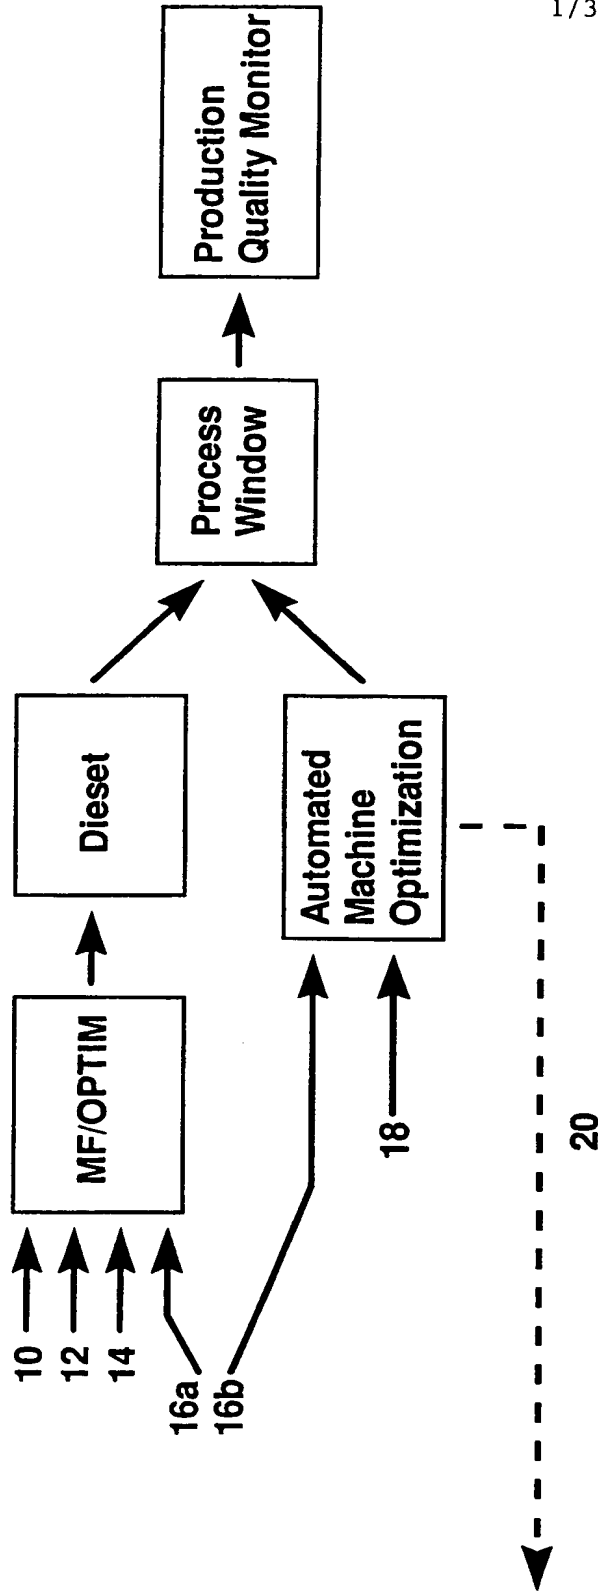 1/3
10
12
14
16a
16b
MF/OPTIM
Dieset
18
Automated
Machine
Optimization
Process
Window
Production
Quality Monitor
20